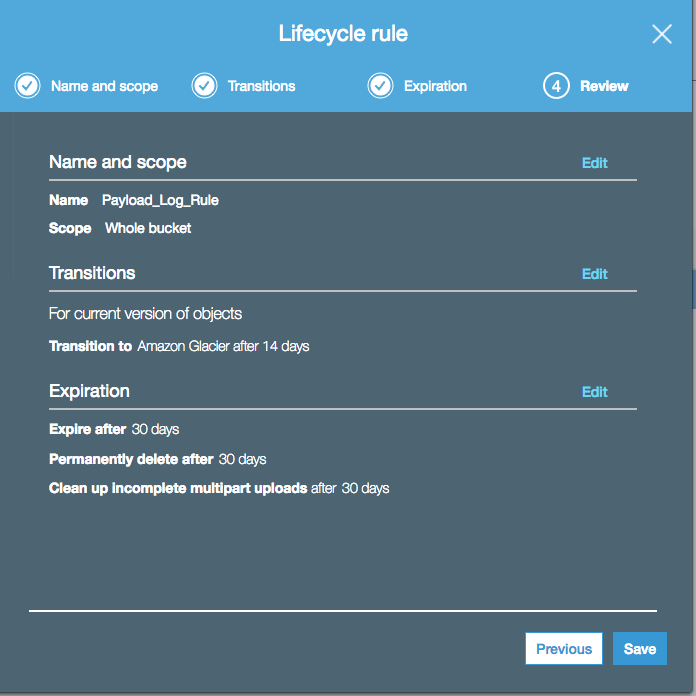 Lifecycle rule
Name and scope
Transitions
Expiration
4 Review
Name and scope Edit
Name Payload_Log_Rule
Scope Whole bucket
Transitions Edit
For current version of objects
Transition to Amazon Glacier after 14 days
Expiration Edit
Expire after 30 days
Permanently delete after 30 days
Clean up incomplete multipart uploads after 30 days
Previous Save